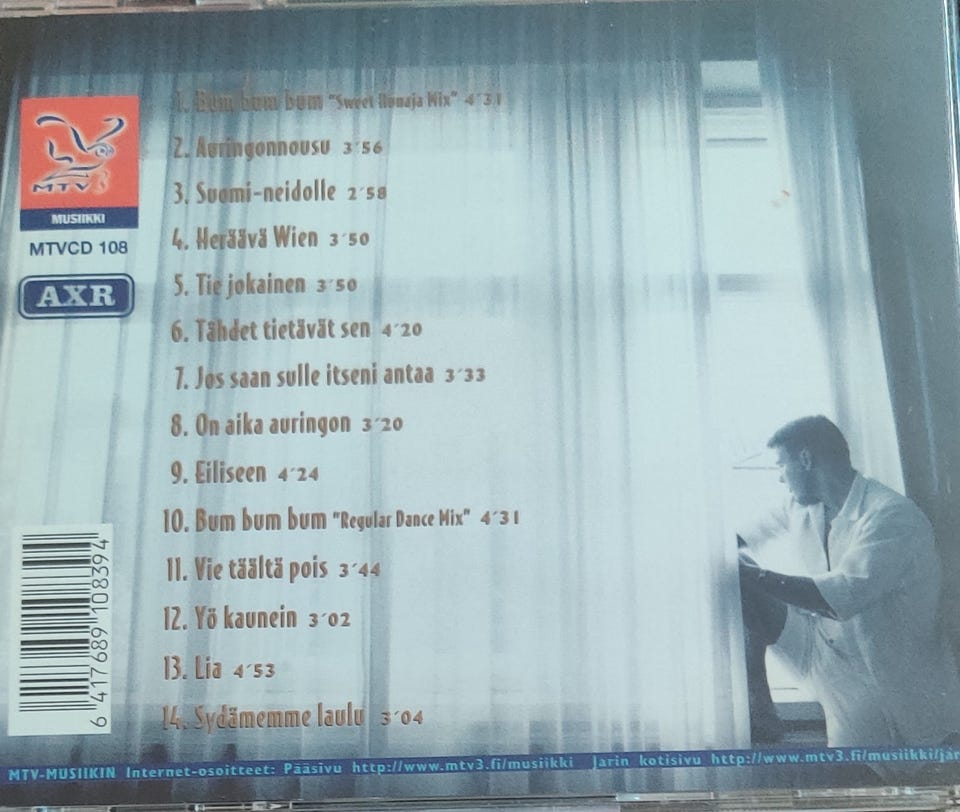 1. Bum bum bum "Sweet Hunaja Mix" 4´31
2. Auringonnousu 3´56
3. Suomi-neidolle 2´58
4. Heräävä Wien 3´50
5. Tie jokainen 3´50
6. Tähdet tietävät sen 4´20
7. Jos saan sulle itseni antaa 3´33
8. On aika auringon 3´20
9. Eiliseen 4´24
10. Bum bum bum "Regular Dance Mix" 4´31
11. Vie täältä pois 3´44
12. Yö kaunein 3´02
13. Lia 4´53
14. Sydämemme laulu 3´04
MTV3
MUSIIKKI
MTVCD 108
AXR
6 417689 108394
MTV-MUSIIKIN Internet-osoitteet: Pääsivu http://www.mtv3.fi/musiikki Jarin kotisivu http://www.mtv3.fi/musiikki/jar